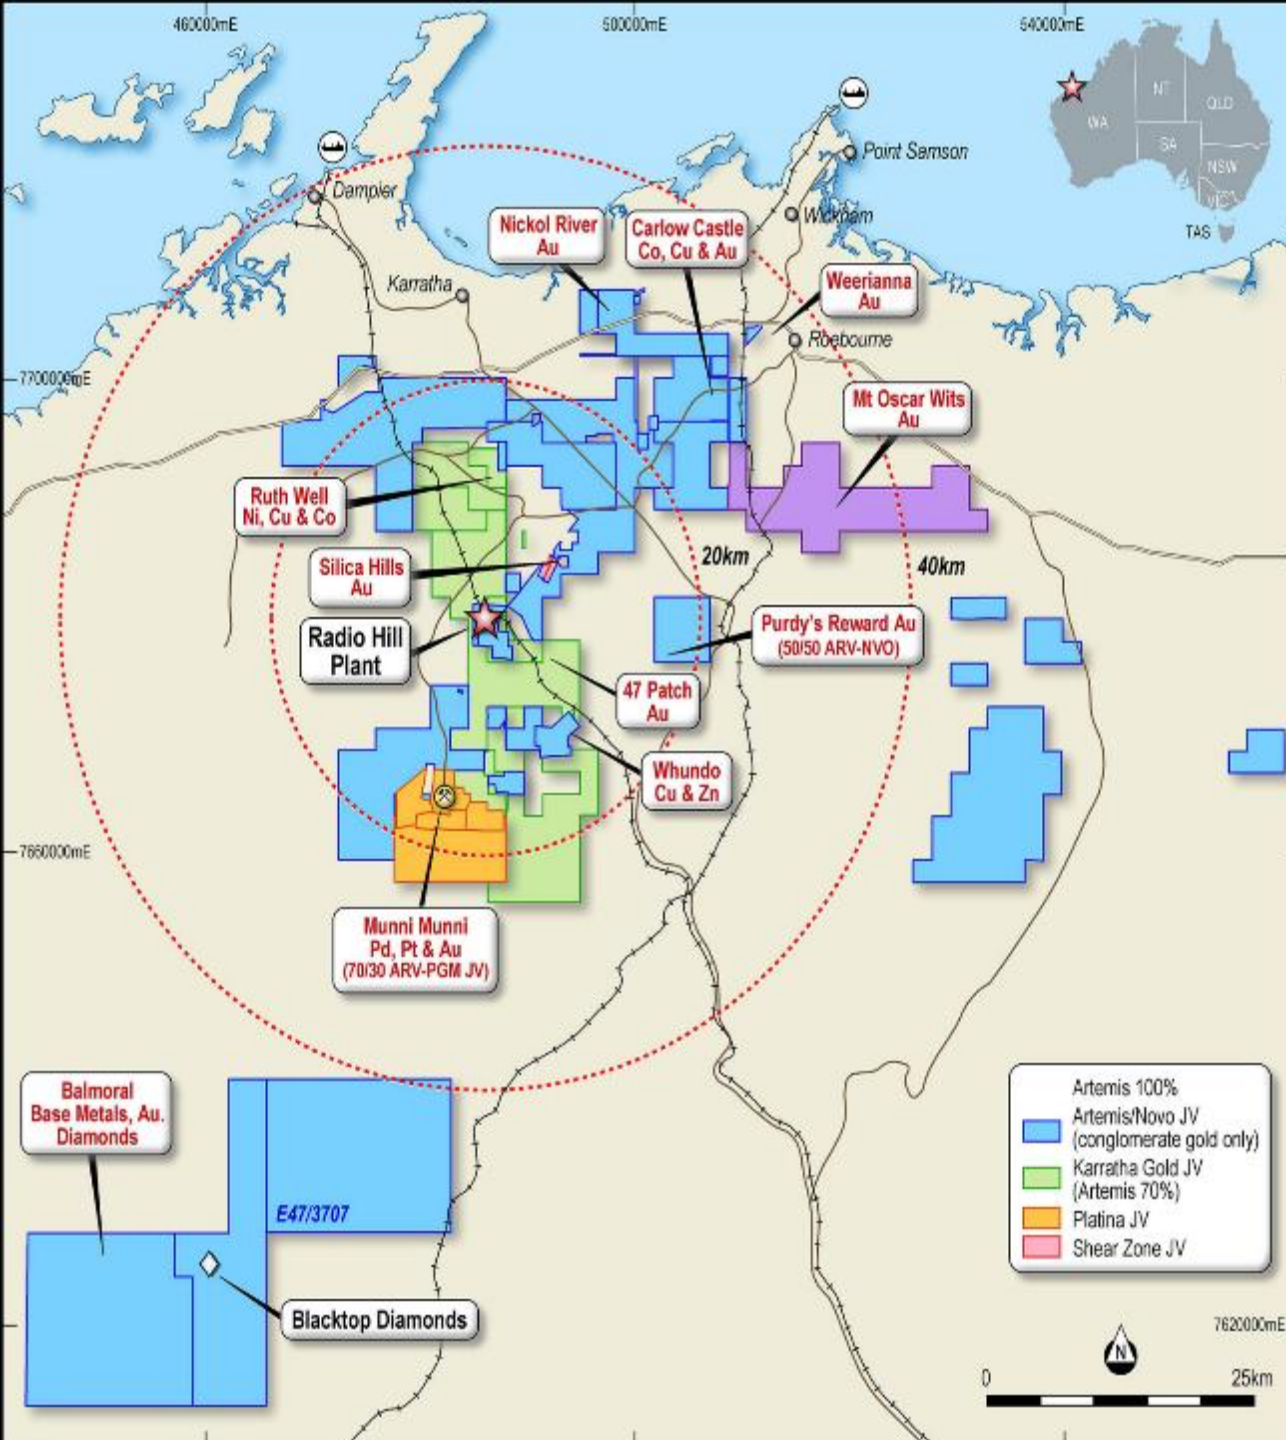 460000mE
500000mE
540000mE
NT
QLD
WA
SA
NSW
VIC
TAS
Point Samson
Dampier
Wickham
Nickol River
Au
Carlow Castle
Co, Cu & Au
Karratha
Weerianna
Au
Roebourne
7700000mE
Mt Oscar Wits
Au
Ruth Well
Ni, Cu & Co
20km
40km
Silica Hills
Au
Radio Hill
Plant
Purdy's Reward Au
(50/50 ARV-NVO)
47 Patch
Au
Whundo
Cu & Zn
7660000mE
Munni Munni
Pd, Pt & Au
(70/30 ARV-PGM JV)
Balmoral
Base Metals, Au.
Diamonds
E47/3707
Blacktop Diamonds
Artemis 100%
Artemis/Novo JV
(conglomerate gold only)
Karratha Gold JV
(Artemis 70%)
Platina JV
Shear Zone JV
7620000mE
N
0
25km